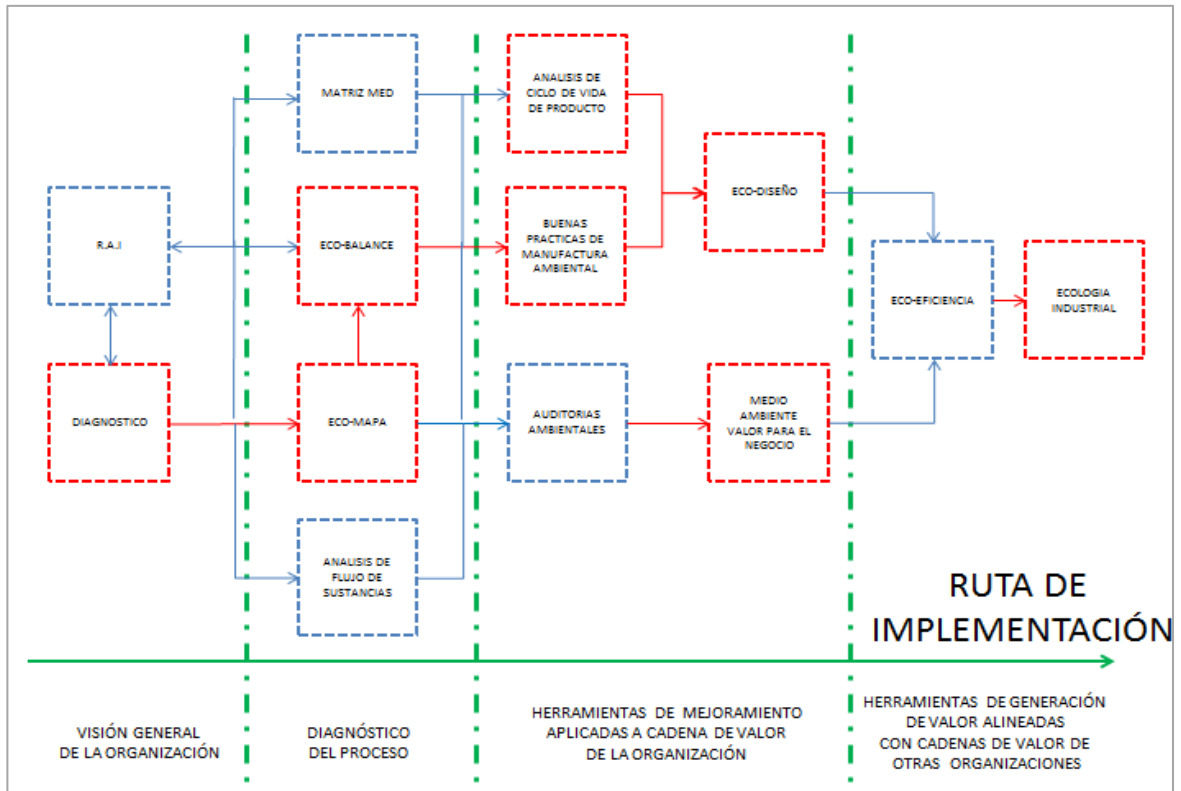 MATRIZ MED
ANALISIS DE
CICLO DE VIDA
DE PRODUCTO
ECO-DISEÑO
R.A.I
ECO-BALANCE
BUENAS
PRACTICAS DE
MANUFACTURA
AMBIENTAL
ECO-EFICIENCIA
ECOLOGIA
INDUSTRIAL
DIAGNOSTICO
ECO-MAPA
AUDITORIAS
AMBIENTALES
MEDIO
AMBIENTE
VALOR PARA EL
NEGOCIO
ANALISIS DE
FLUJO DE
SUSTANCIAS
RUTA DE
IMPLEMENTACIÓN
VISIÓN GENERAL
DE LA ORGANIZACIÓN
DIAGNÓSTICO
DEL PROCESO
HERRAMIENTAS DE MEJORAMIENTO
APLICADAS A CADENA DE VALOR
DE LA ORGANIZACIÓN
HERRAMIENTAS DE GENERACIÓN
DE VALOR ALINEADAS
CON CADENAS DE VALOR DE
OTRAS ORGANIZACIONES